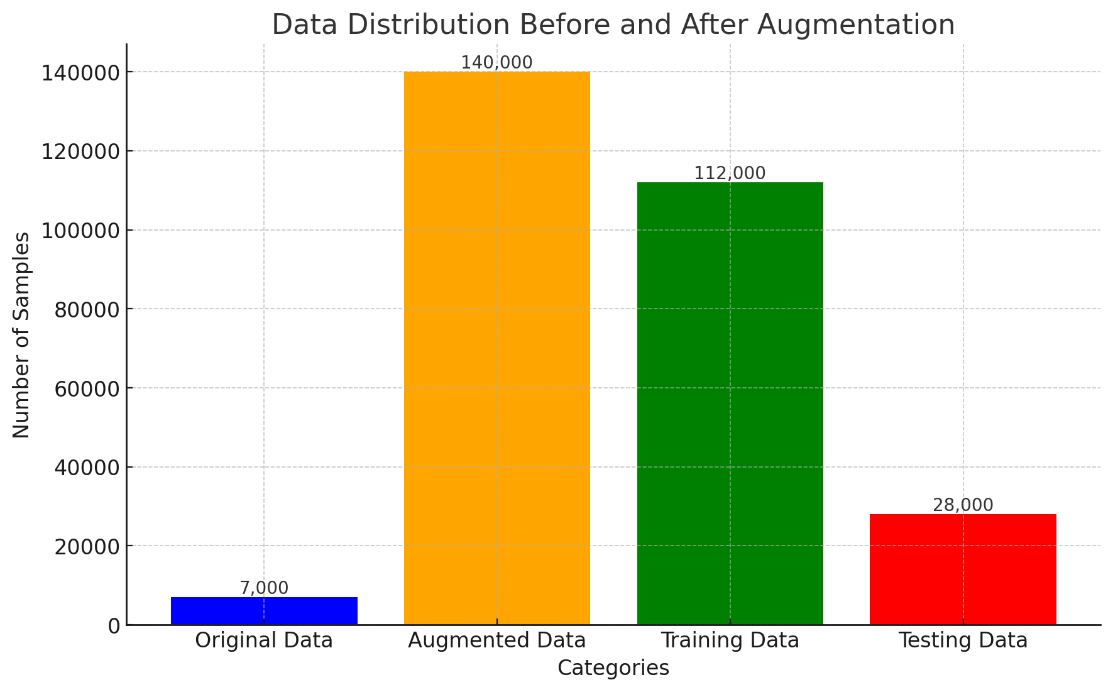 Data Distribution Before and After Augmentation
Number of Samples
140000
120000
100000
80000
60000
40000
20000
0
7,000
140,000
112,000
28,000
Original Data
Augmented Data
Training Data
Testing Data
Categories